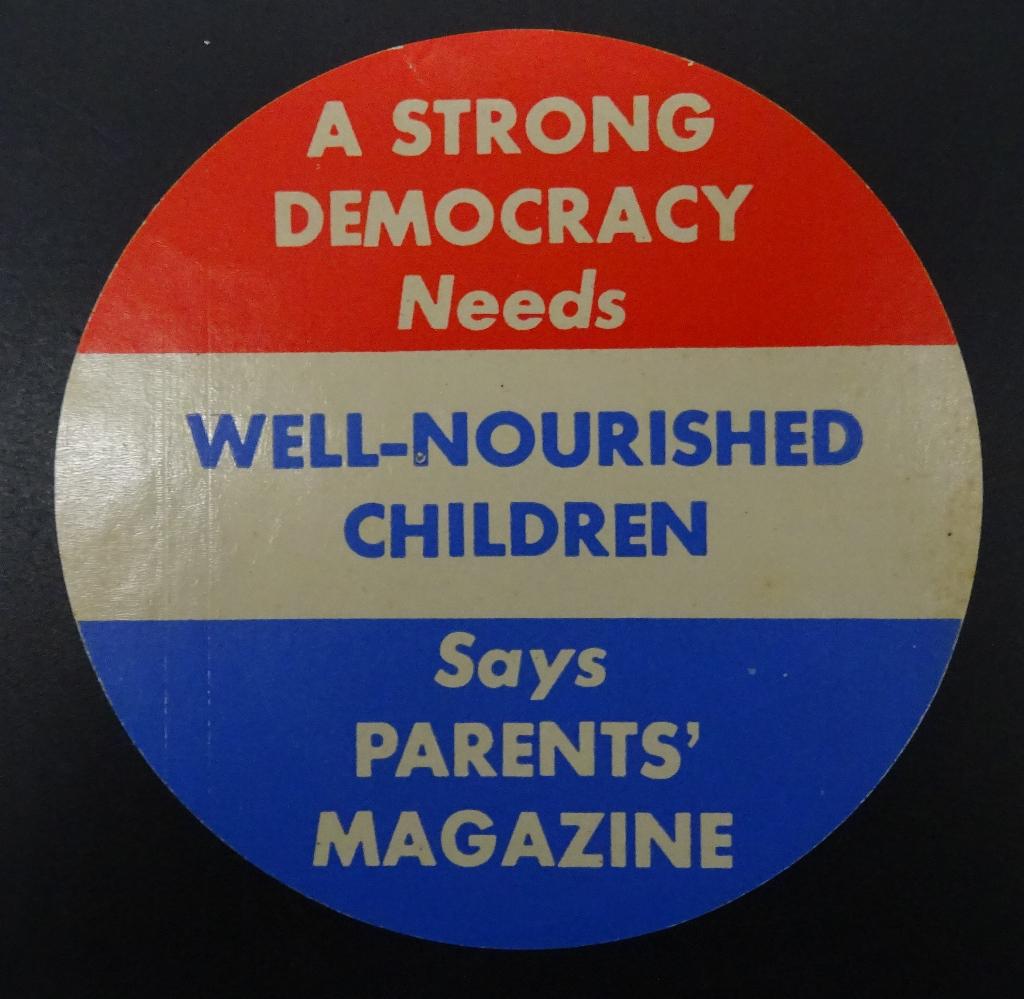 A STRONG
DEMOCRACY
Needs
WELL-NOURISHED
CHILDREN
Says
PARENTS’
MAGAZINE